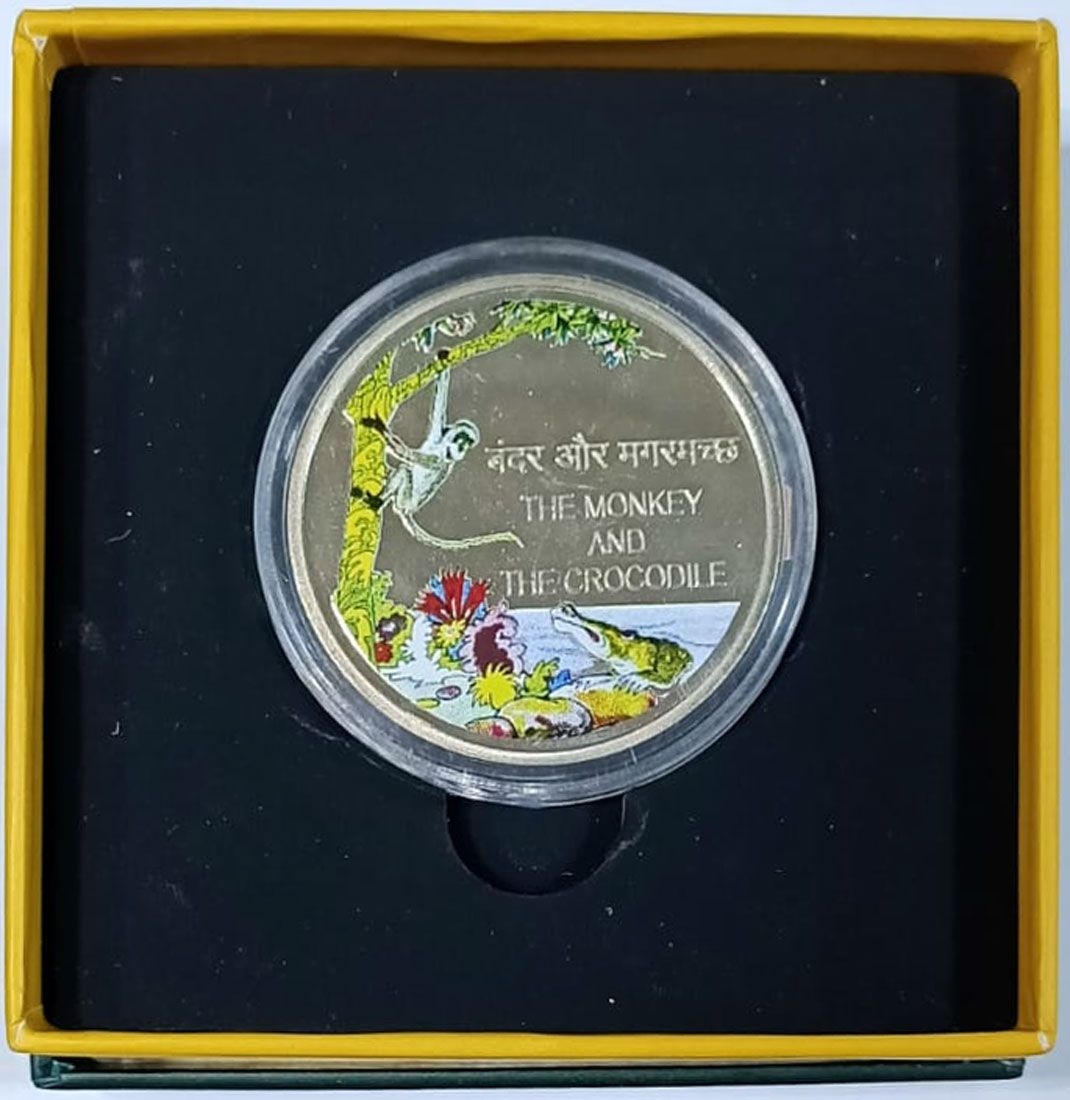 बंदर और मगरमच्छ
THE MONKEY
AND
THE CROCODILE